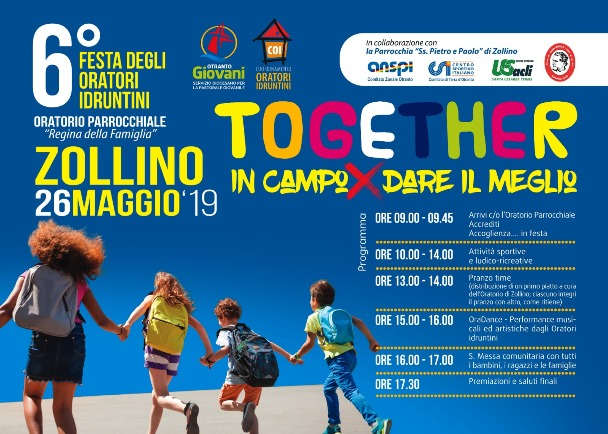 6°
FESTA DEGLI
ORATORI
IDRUNTINI
ORATORIO PARROCCHIALE
"Regina della Famiglia"
ZOLLINO
26MAGGIO'19
OTRANTO
Giovani
SERVIZIO DIOCESANO PER
LA PASTORALE GIOVANILE
COI
COORDINAMENTO
ORATORI
IDRUNTINI
in collaborazione con
la Parrocchia "Ss. Pietro e Paolo" di Zollino
anspi
Comitato Zonale Otranto
CSI
CENTRO
SPORTIVO
ITALIANO
Comitato di Terra d'Otranto
US acli
TOGETHER
IN CAMPO X DARE IL MEGLIO
Programma
ORE 09.00 - 09.45 Arrivi c/o l'Oratorio Parrocchiale
Accrediti
Accoglienza.... in festa
ORE 10.00 - 14.00 Attività sportive
e ludico-ricreative
ORE 13.00 - 14.00 Pranzo time
(distribuzione di un primo piatto a cura
dell'Oratorio di Zollino; ciascuno integri
il pranzo con altro, come ritiene)
ORE 15.00 - 16.00 OraDance - Performance musi-
cali ed artistiche dagli Oratori
idruntini
ORE 16.00 - 17.00 S. Messa comunitaria con tutti
i bambini, i ragazzi e le famiglie
ORE 17.30 Premiazioni e saluti finali